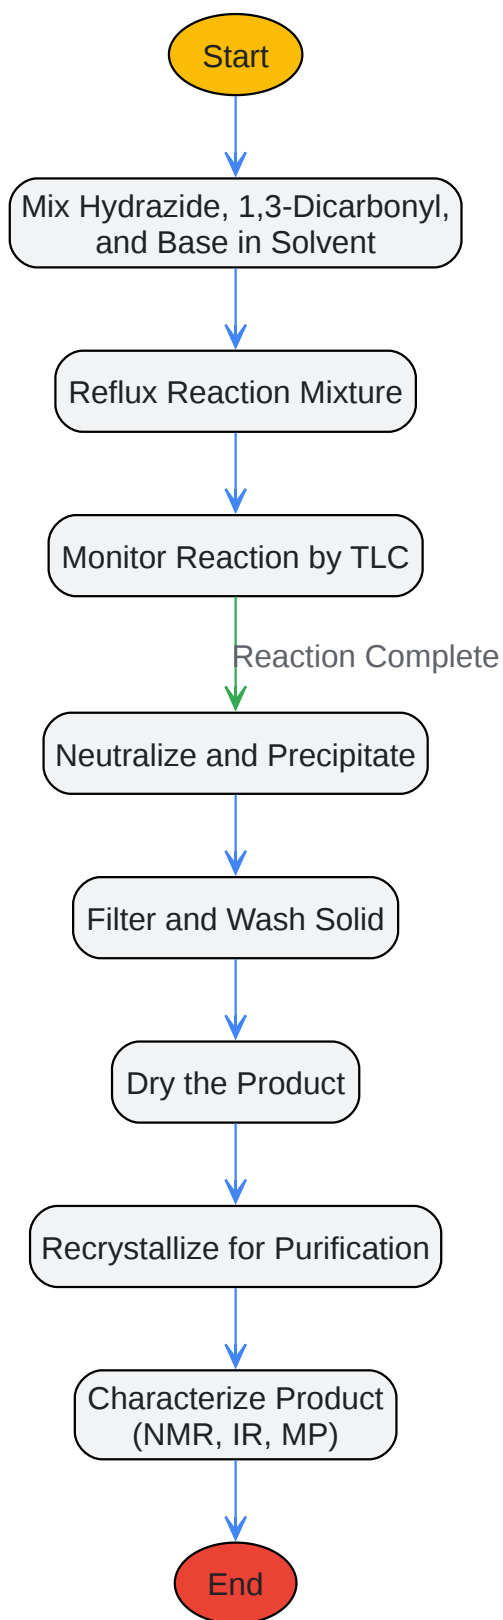 Start
Mix Hydrazide, 1,3-Dicarbonyl,
and Base in Solvent
Reflux Reaction Mixture
Monitor Reaction by TLC
Reaction Complete
Neutralize and Precipitate
Filter and Wash Solid
Dry the Product
Recrystallize for Purification
Characterize Product
(NMR, IR, MP)
End